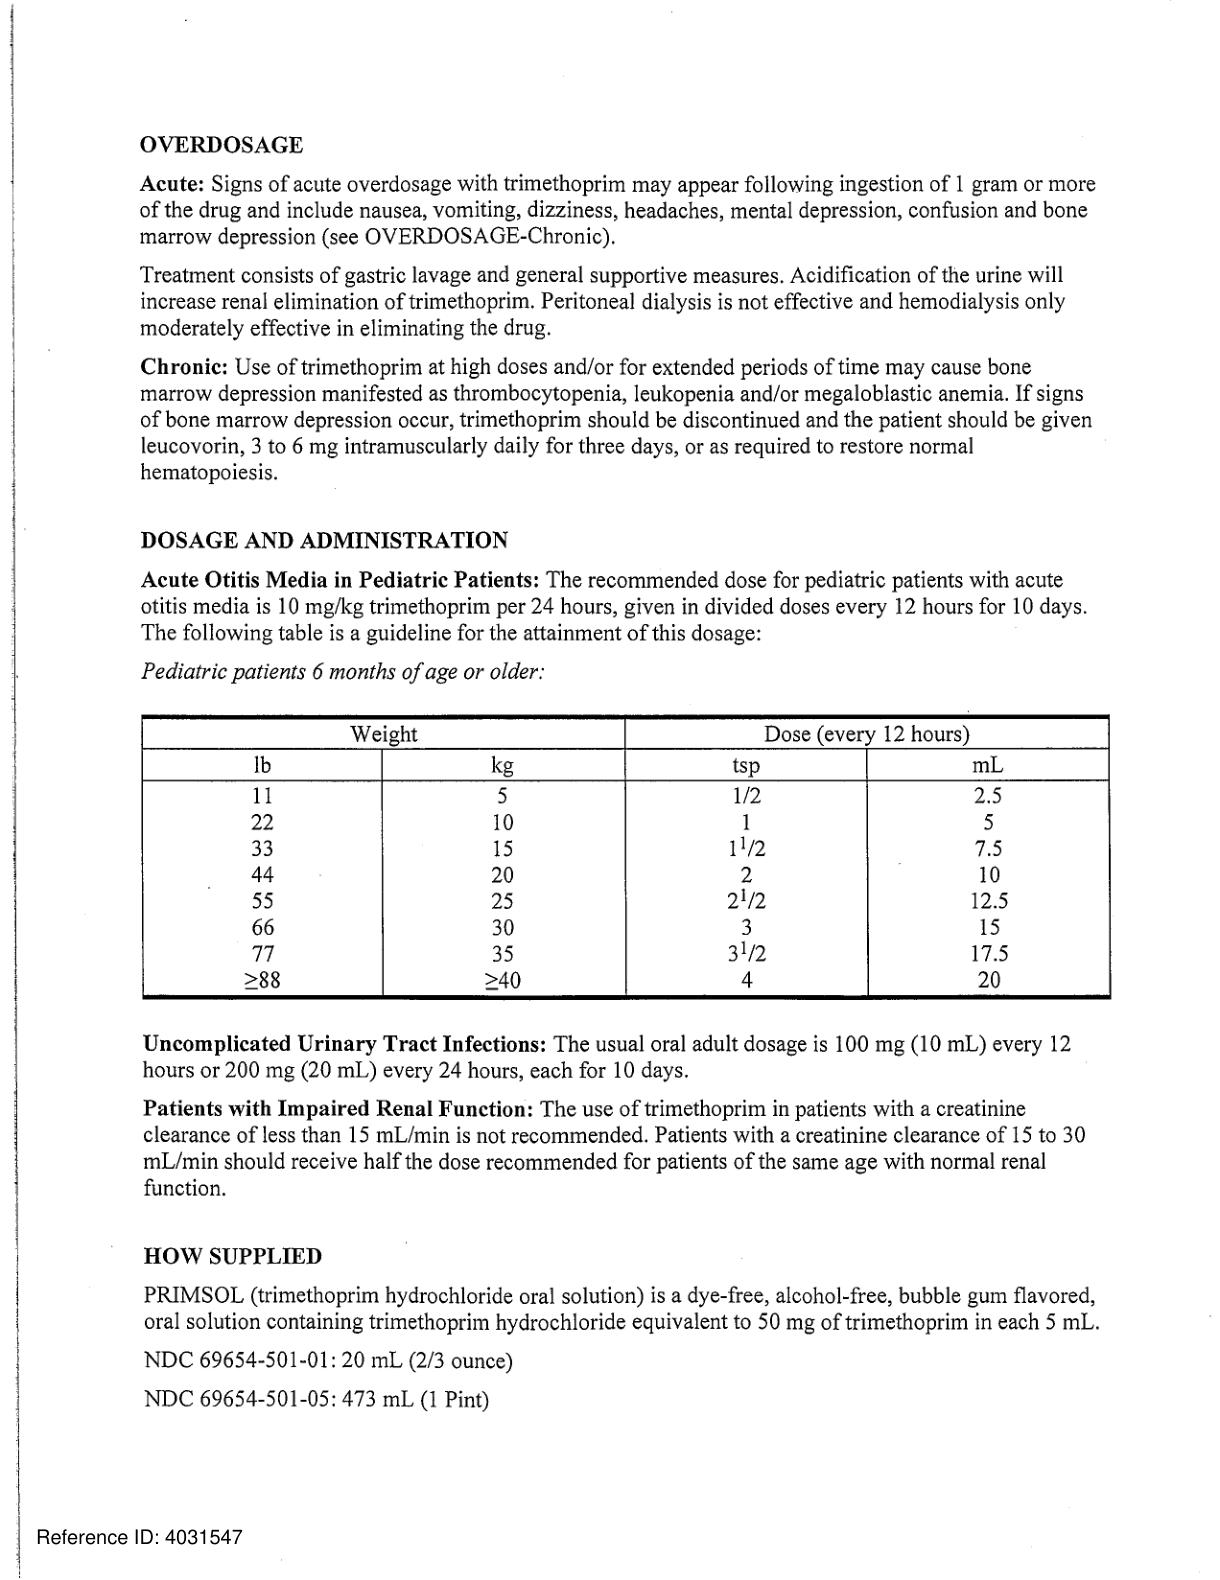 OVERDOSAGE
Acute: Signs of acute overdosage with trimethoprim may appear following ingestion of 1 gram or more
of the drug and include nausea, vomiting, dizziness, headaches, mental depression, confusion and bone
marrow depression (see OVERDOSAGE-Chronic).
Treatment consists of gastric lavage and general supportive measures. Acidification of the urine will
increase renal elimination of trimethoprim. Peritoneal dialysis is not effective and hemodialysis only
moderately effective in eliminating the drug.
Chronic: Use of trimethoprim at high doses and/or for extended periods of time may cause bone
marrow depression manifested as thrombocytopenia, leukopenia and/or megaloblastic anemia. If signs
of bone marrow depression occur, trimethoprim should be discontinued and the patient should be given
leucovorin, 3 to 6 mg intramuscularly daily for three days, or as required to restore normal
hematopoiesis.
DOSAGE AND ADMINISTRATION
Acute Otitis Media in Pediatric Patients: The recommended dose for pediatric patients with acute
otitis media is 10 mg/kg trimethoprim per 24 hours, given in divided doses every 12 hours for 10 days.
The following table is a guideline for the attainment of this dosage:
Pediatric patients 6 months of age or older:
Weight Dose (every 12 hours)
lb kg tsp mL
11 5 1/2 2.5
22 10 1 5
33 15 1 1/2 7.5
44 20 2 10
55 25 2 1/2 12.5
66 30 3 15
77 35 3 1/2 17.5
≥88 ≥40 4 20
Uncomplicated Urinary Tract Infections: The usual oral adult dosage is 100 mg (10 mL) every 12
hours or 200 mg (20 mL) every 24 hours, each for 10 days.
Patients with Impaired Renal Function: The use of trimethoprim in patients with a creatinine
clearance of less than 15 mL/min is not recommended. Patients with a creatinine clearance of 15 to 30
mL/min should receive half the dose recommended for patients of the same age with normal renal
function.
HOW SUPPLIED
PRIMSOL (trimethoprim hydrochloride oral solution) is a dye-free, alcohol-free, bubble gum flavored,
oral solution containing trimethoprim hydrochloride equivalent to 50 mg of trimethoprim in each 5 mL.
NDC 69654-501-01: 20 mL (2/3 ounce)
NDC 69654-501-05: 473 mL (1 Pint)
Reference ID: 4031547